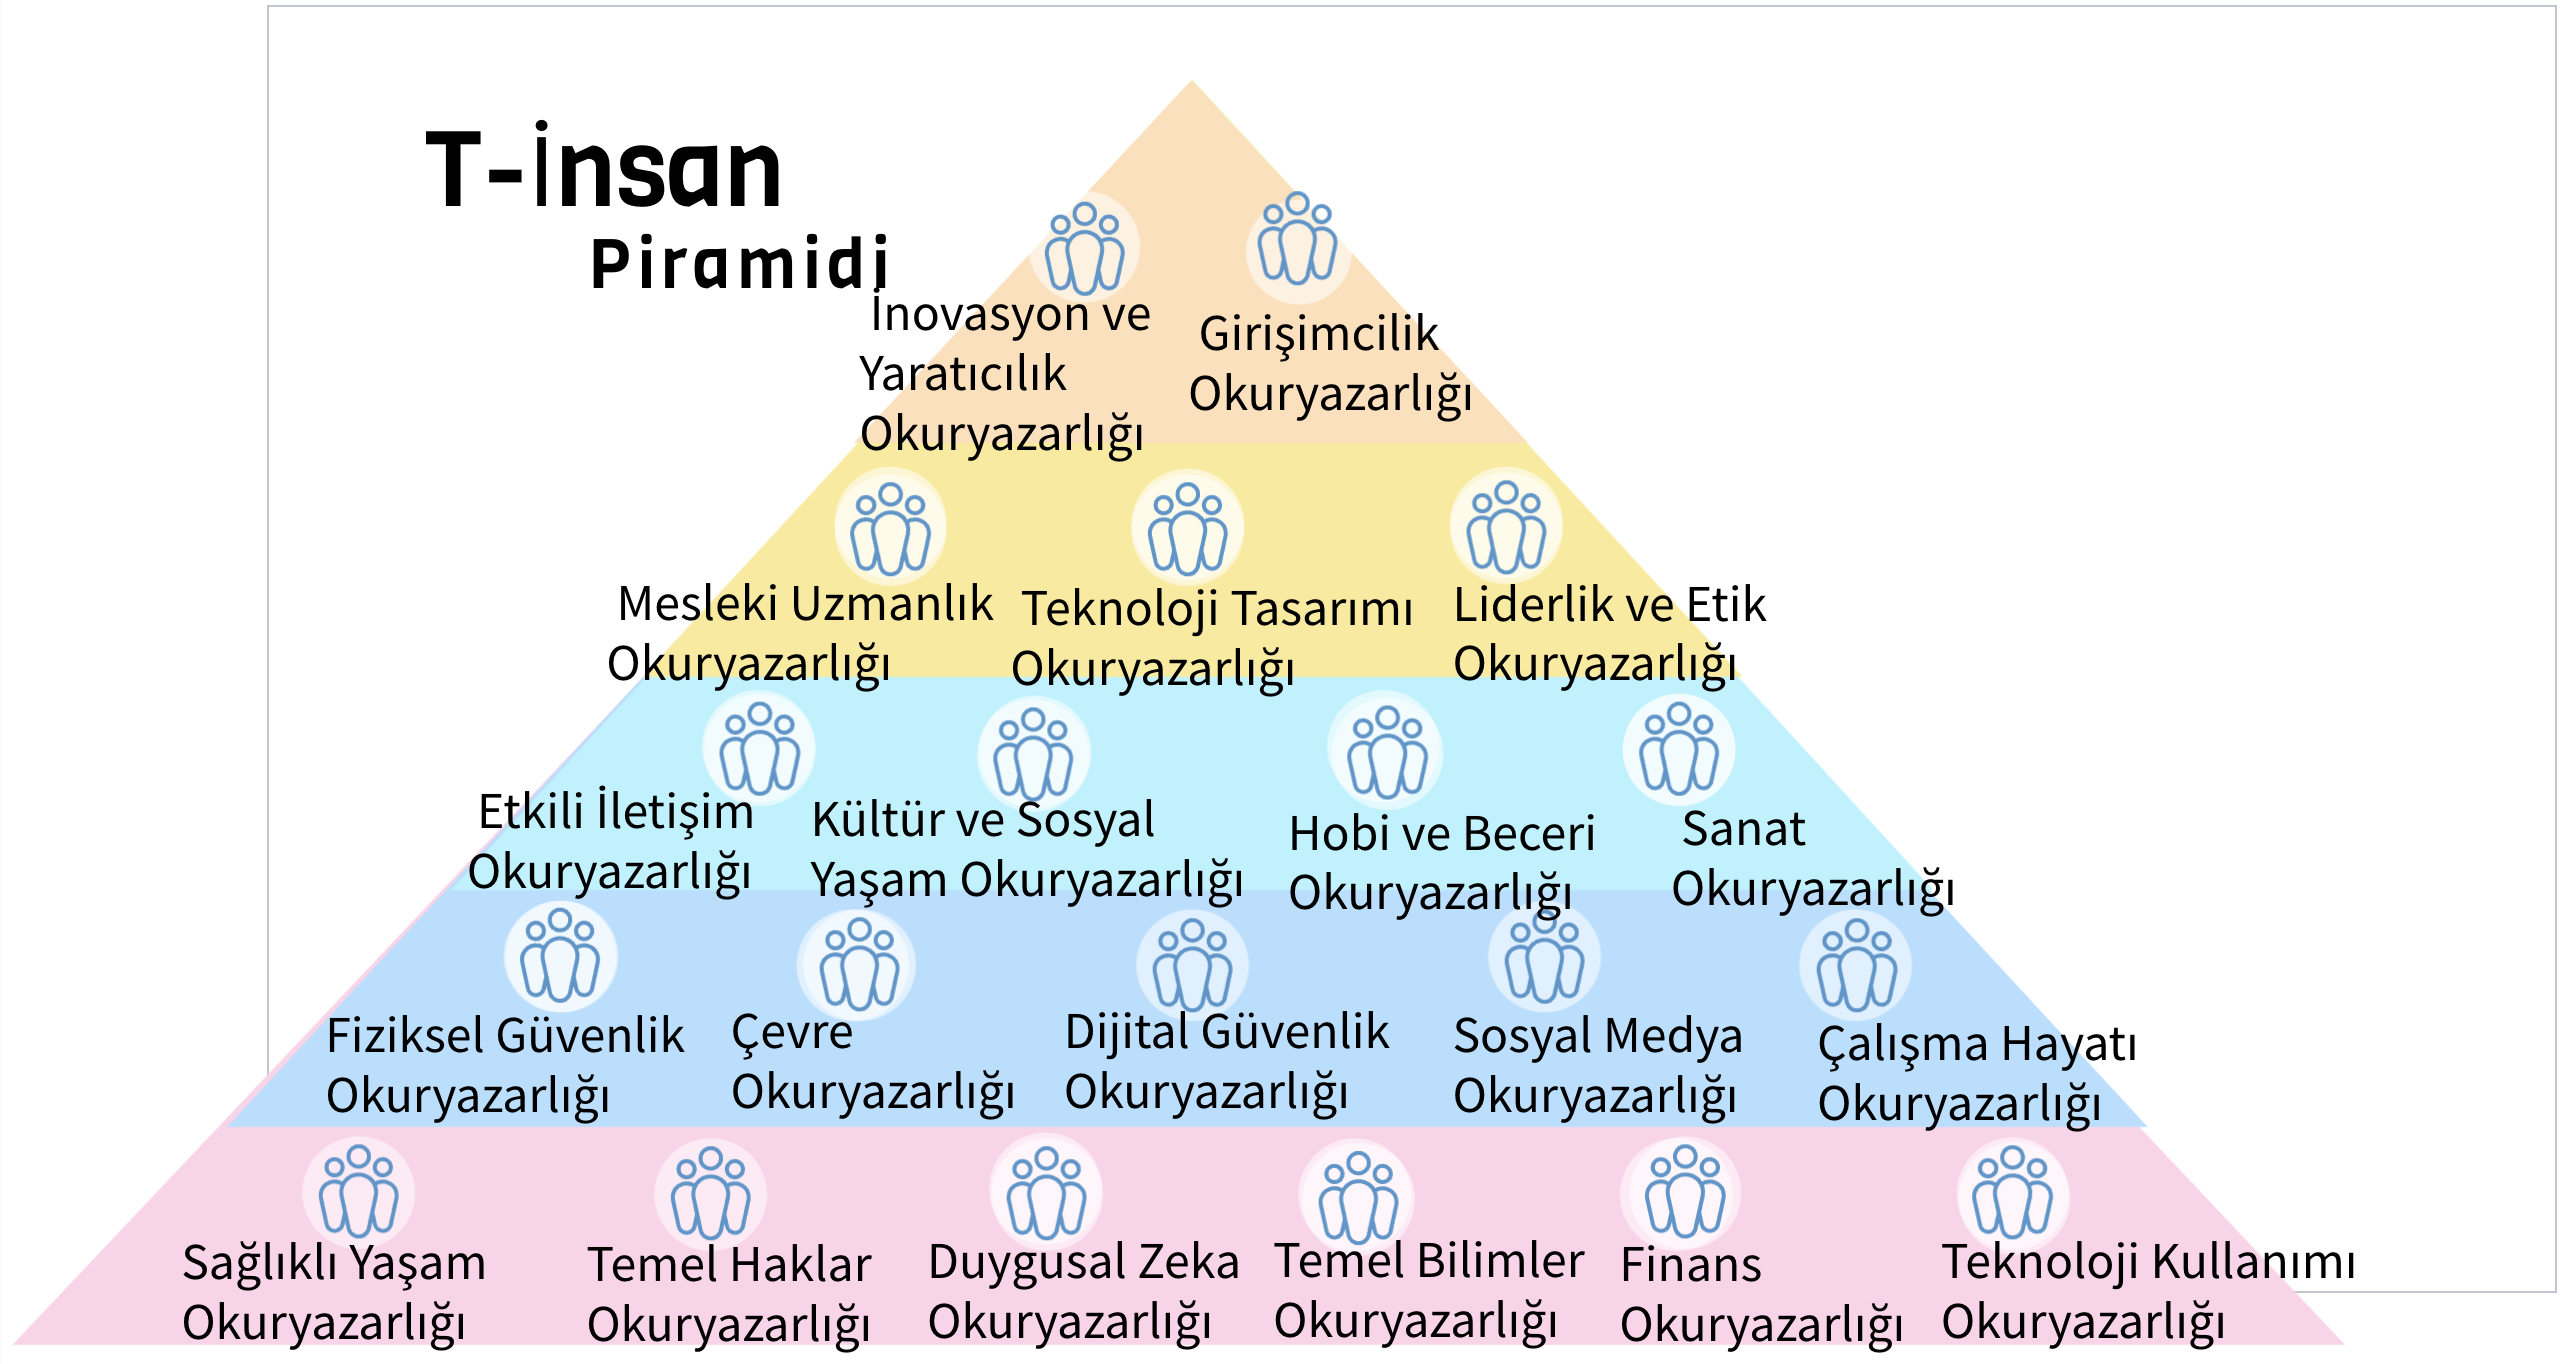 T-İnsan
Piramidi
İnovasyon ve
Yaratıcılık
Okuryazarlığı
Girişimcilik
Okuryazarlığı
Mesleki Uzmanlık
Okuryazarlığı
Teknoloji Tasarımı
Okuryazarlığı
Liderlik ve Etik
Okuryazarlığı
Etkili İletişim
Okuryazarlığı
Kültür ve Sosyal
Yaşam Okuryazarlığı
Hobi ve Beceri
Okuryazarlığı
Sanat
Okuryazarlığı
Fiziksel Güvenlik
Okuryazarlığı
Çevre
Okuryazarlığı
Dijital Güvenlik
Okuryazarlığı
Sosyal Medya
Okuryazarlığı
Çalışma Hayatı
Okuryazarlığı
Sağlıklı Yaşam
Okuryazarlığı
Temel Haklar
Okuryazarlığı
Duygusal Zeka
Okuryazarlığı
Temel Bilimler
Okuryazarlığı
Finans
Okuryazarlığı
Teknoloji Kullanımı
Okuryazarlığı